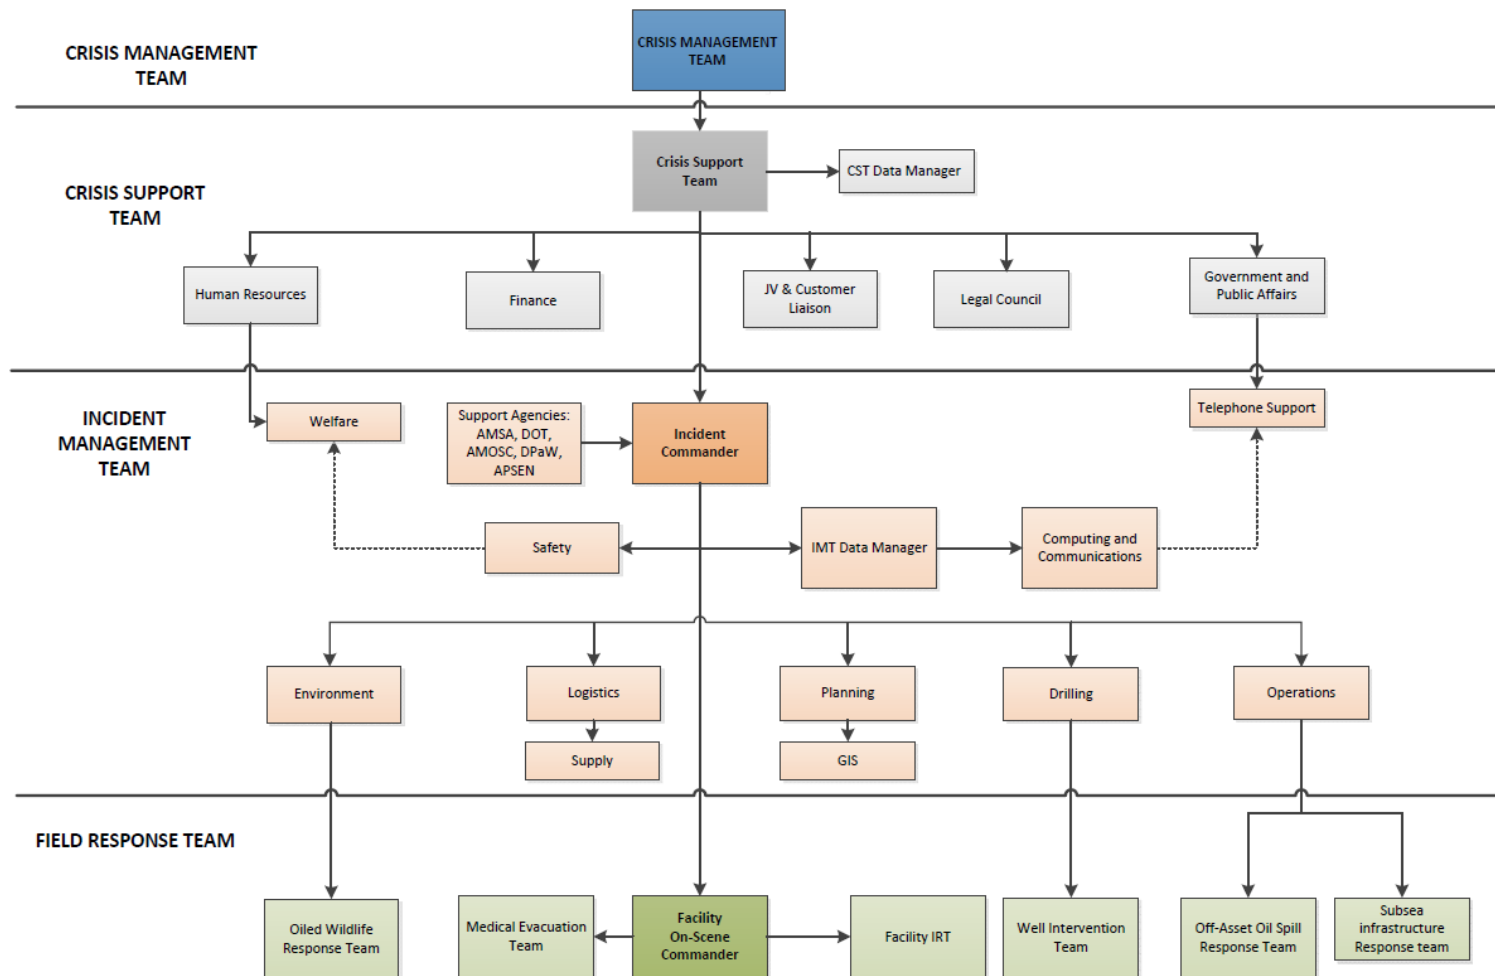 CRISIS MANAGEMENT
TEAM
CRISIS MANAGEMENT
TEAM
CRISIS SUPPORT
TEAM
Crisis Support
Team
CST Data Manager
Human Resources
Finance
JV & Customer
Liaison
Legal Council
Government and
Public Affairs
INCIDENT
MANAGEMENT
TEAM
Welfare
Support Agencies:
AMSA, DOT,
AMOSC, DPaW,
APSEN
Incident
Commander
Telephone Support
Safety
IMT Data Manager
Computing and
Communications
Environment
Logistics
Planning
Drilling
Operations
Supply
GIS
FIELD RESPONSE TEAM
Oiled Wildlife
Response Team
Medical Evacuation
Team
Facility
On-Scene
Commander
Facility IRT
Well Intervention
Team
Off-Asset Oil Spill
Response Team
Subsea
infrastructure
Response team